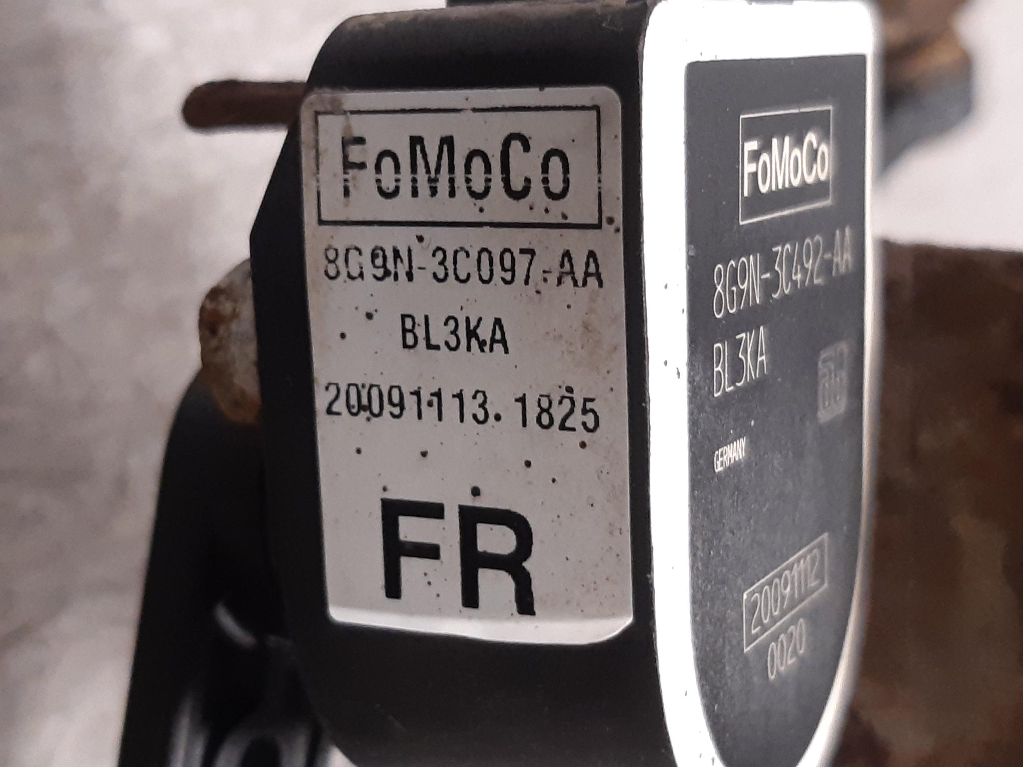 FoMoCo
8G9N-3C097-AA
BL3KA
20091113. 1825
FR
FoMoCo
8G9N-3C492-AA
BL3KA
GERMANY
20091112
0020